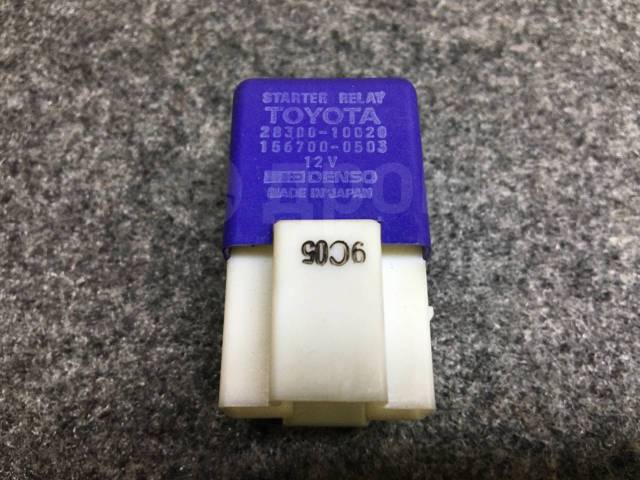 STARTER RELAY
TOYOTA
28300-10020
156700-0503
12V
DENSO
MADE IN JAPAN
9C05